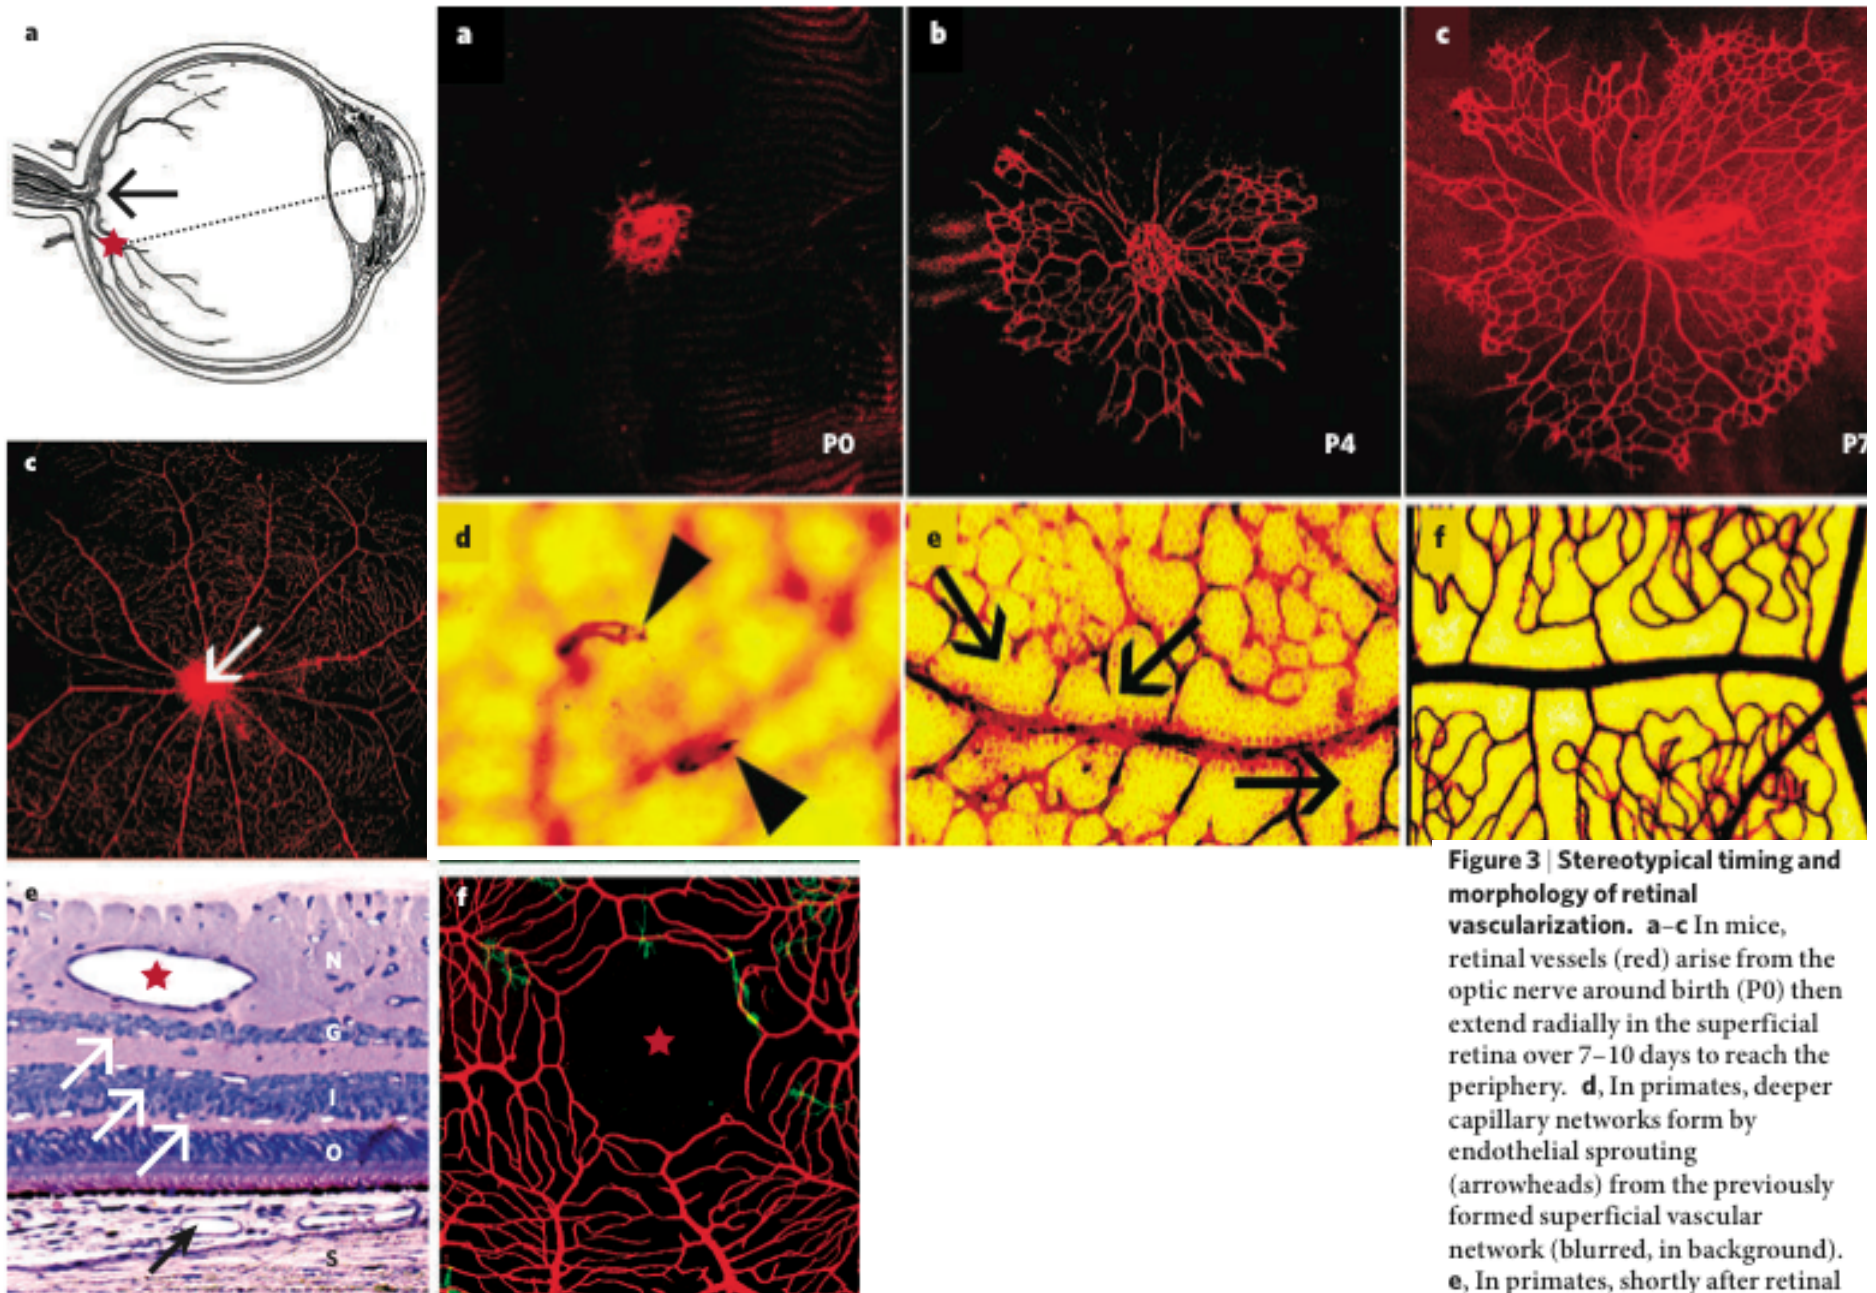 a
a
b
c
P0
P4
P7
c
d
e
f
e
N
G
I
O
S
f
Figure 3 | Stereotypical timing and
morphology of retinal
vascularization. a–c In mice,
retinal vessels (red) arise from the
optic nerve around birth (P0) then
extend radially in the superficial
retina over 7–10 days to reach the
periphery. d, In primates, deeper
capillary networks form by
endothelial sprouting
(arrowheads) from the previously
formed superficial vascular
network (blurred, in background).
e, In primates, shortly after retinal